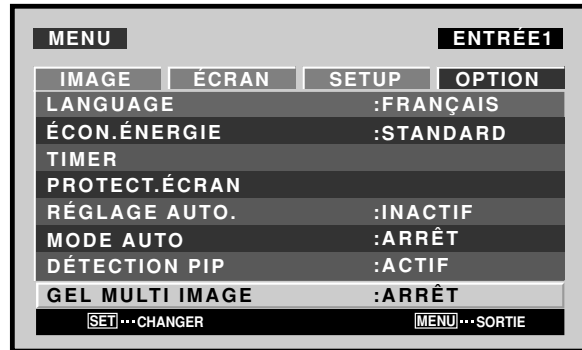 MENU ENTRÉE1
IMAGE ÉCRAN SETUP OPTION
LANGUAGE :FRANÇAIS
ÉCON.ÉNERGIE :STANDARD
TIMER
PROTECT.ÉCRAN
RÉGLAGE AUTO. :INACTIF
MODE AUTO :ARRÊT
DÉTECTION PIP :ACTIF
GEL MULTI IMAGE :ARRÊT
SET···CHANGER MENU···SORTIE